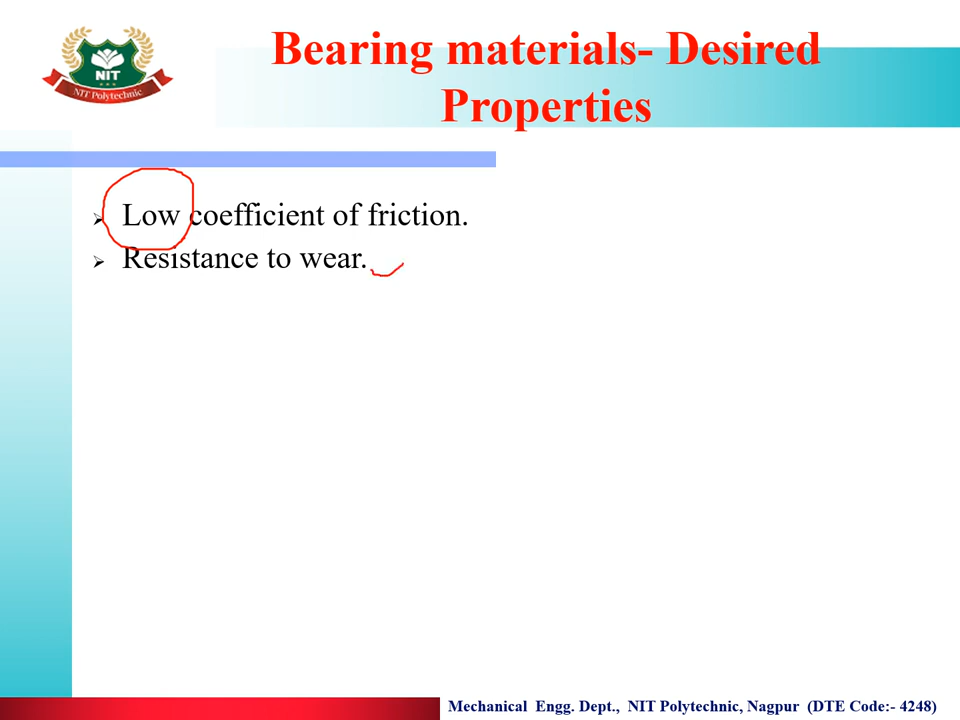 Bearing materials- Desired
Properties
NIT
NIT Polytechnic
Low coefficient of friction.
Resistance to wear.
Mechanical Engg. Dept., NIT Polytechnic, Nagpur (DTE Code:- 4248)